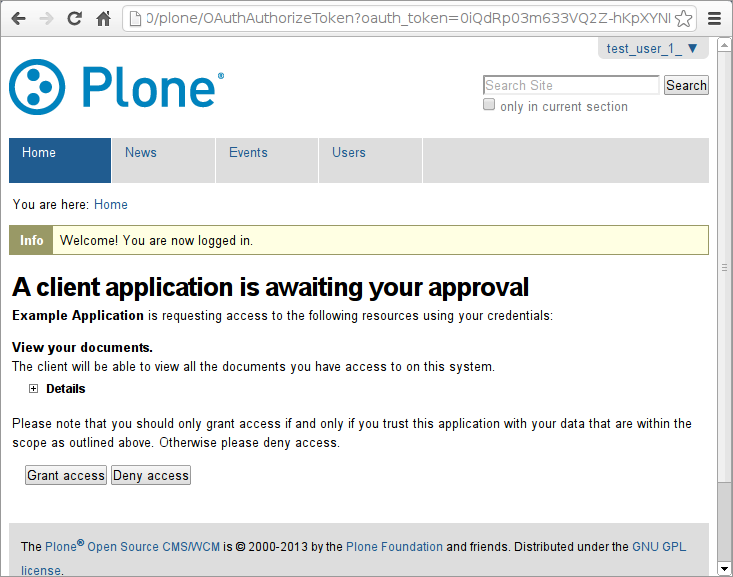 0/plone/OAuthAuthorizeToken?oauth_token=0iQdRp03m633VQ2Z-hKpXYNI
test_user_1_ ▼
Plone®
Search Site
Search
only in current section
Home
News
Events
Users
You are here: Home
Info
Welcome! You are now logged in.
A client application is awaiting your approval
Example Application is requesting access to the following resources using your credentials:
View your documents.
The client will be able to view all the documents you have access to on this system.
Details
Please note that you should only grant access if and only if you trust this application with your data that are within the
scope as outlined above. Otherwise please deny access.
Grant access
Deny access
The Plone® Open Source CMS/WCM is © 2000-2013 by the Plone Foundation and friends. Distributed under the GNU GPL
license.